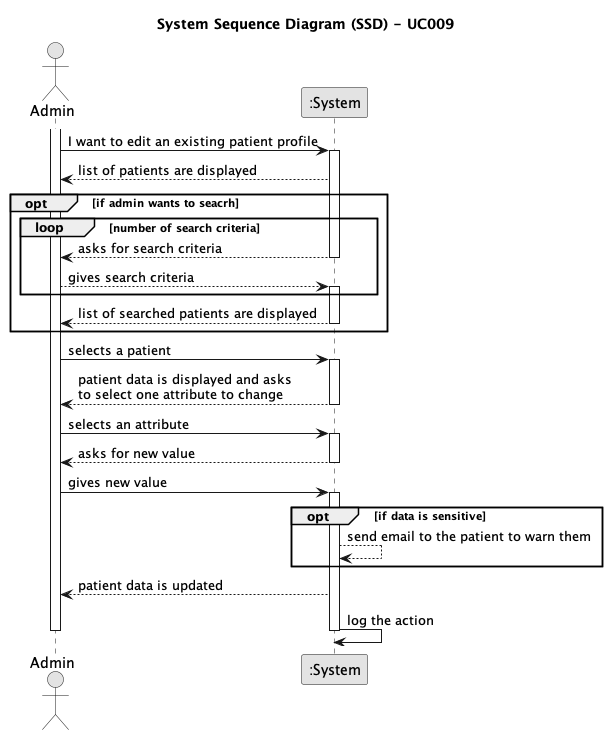 System Sequence Diagram (SSD) - UC009
Admin
:System
I want to edit an existing patient profile
list of patients are displayed
opt [if admin wants to seacrh]
loop [number of search criteria]
asks for search criteria
gives search criteria
list of searched patients are displayed
selects a patient
patient data is displayed and asks
to select one attribute to change
selects an attribute
asks for new value
gives new value
opt [if data is sensitive]
send email to the patient to warn them
patient data is updated
log the action
Admin
:System